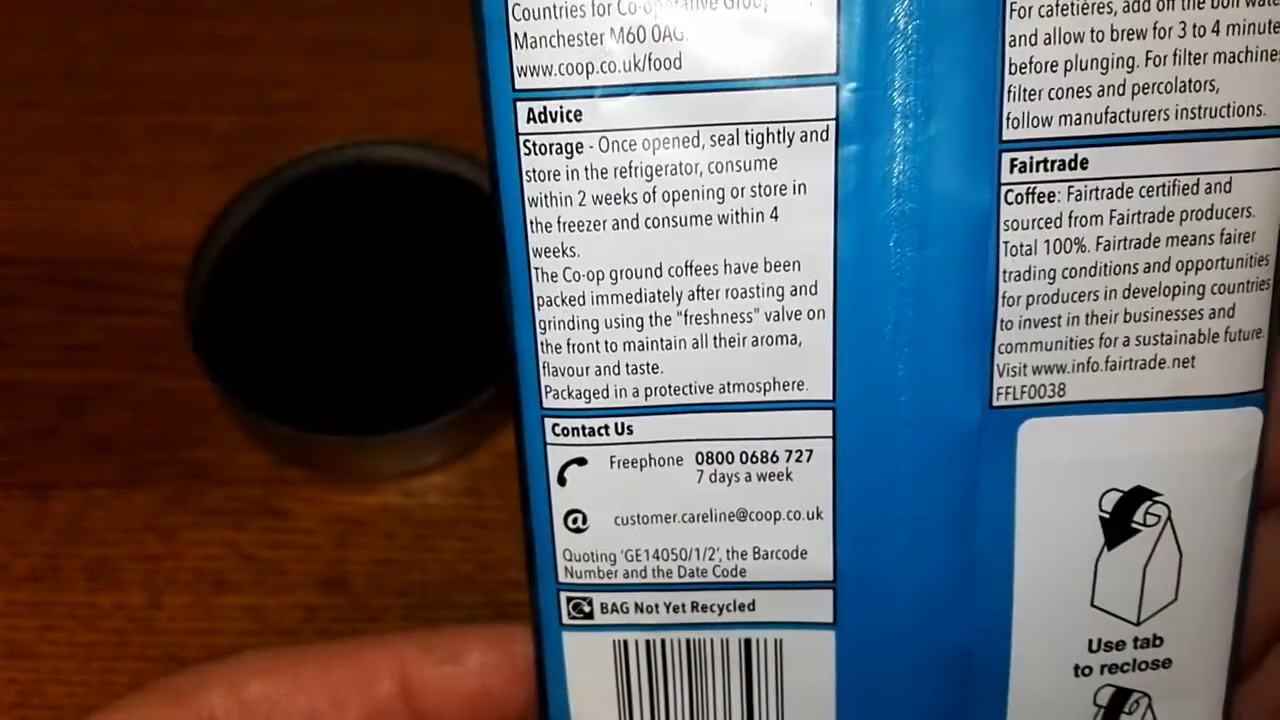 Countries for Co-operative Group,
Manchester M60 0AG.
www.coop.co.uk/food
Advice
Storage - Once opened, seal tightly and
store in the refrigerator, consume
within 2 weeks of opening or store in
the freezer and consume within 4
weeks.
The Co-op ground coffees have been
packed immediately after roasting and
grinding using the "freshness" valve on
the front to maintain all their aroma,
flavour and taste.
Packaged in a protective atmosphere.
Contact Us
Freephone 0800 0686 727
7 days a week
@ customer.careline@coop.co.uk
Quoting 'GE14050/1/2', the Barcode
Number and the Date Code
BAG Not Yet Recycled
For cafetières, add off the boil
and allow to brew for 3 to 4 minute
before plunging. For filter machine
filter cones and percolators,
follow manufacturers instructions.
Fairtrade
Coffee: Fairtrade certified and
sourced from Fairtrade producers.
Total 100%. Fairtrade means fairer
trading conditions and opportunities
for producers in developing countries
to invest in their businesses and
communities for a sustainable future.
Visit www.info.fairtrade.net
FFLF0038
Use tab
to reclose